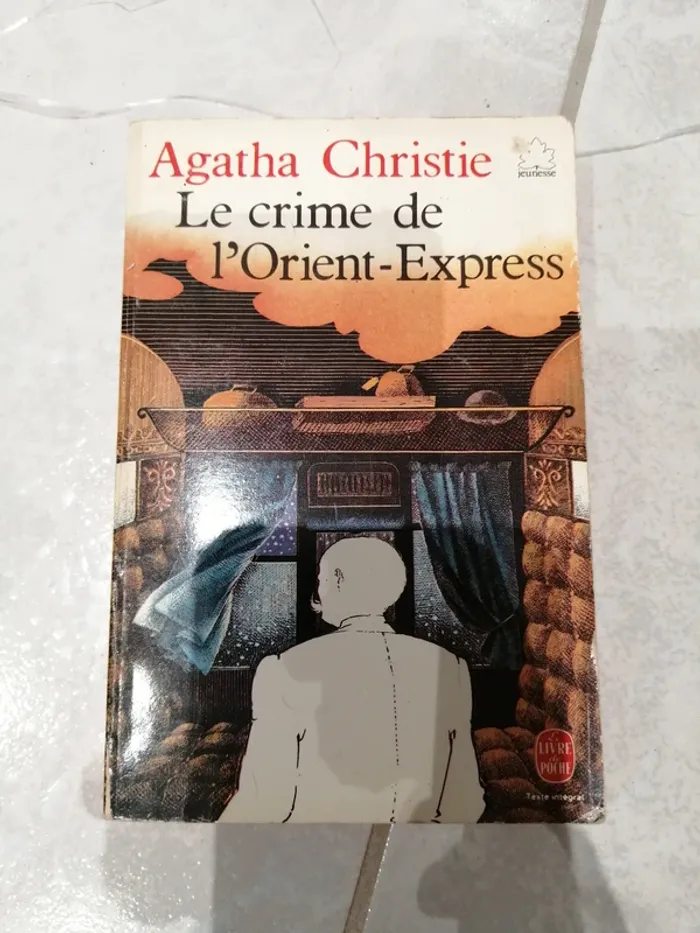 Agatha Christie
jeunesse
Le crime de
l'Orient-Express
Le
LIVRE
de
POCHE
Texte intégral